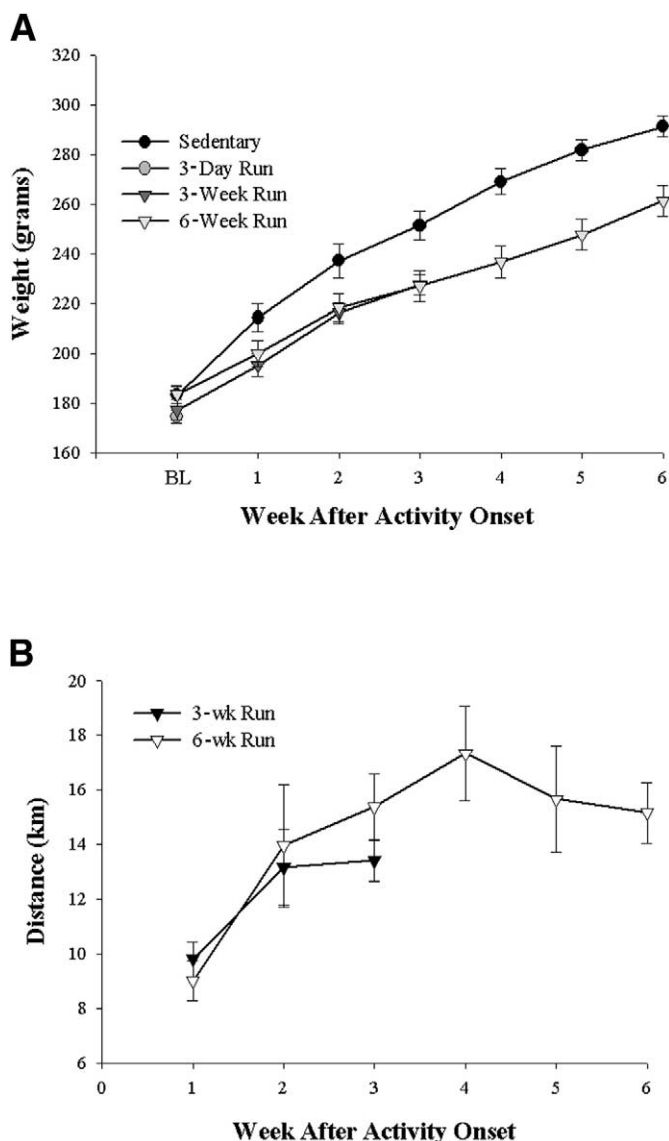 A
320
300
280
260
240
220
200
180
160
Weight (grams)
Sedentary
3-Day Run
3-Week Run
6-Week Run
BL 1 2 3 4 5 6
Week After Activity Onset
B
20
18
16
14
12
10
8
6
Distance (km)
3-wk Run
6-wk Run
0 1 2 3 4 5 6
Week After Activity Onset